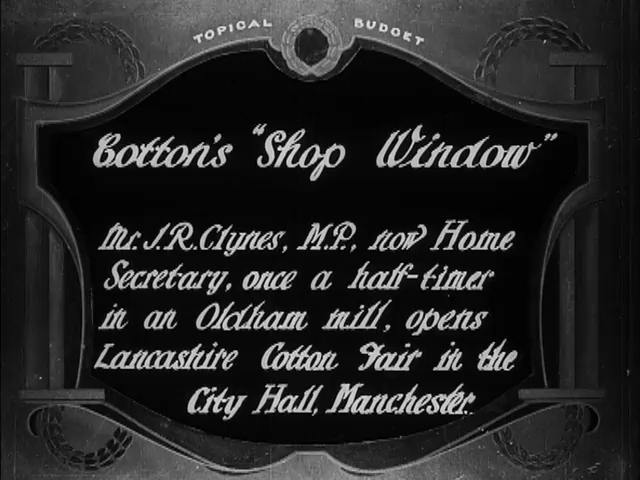 TOPICAL BUDGET
Cotton's "Shop Window"
Mr. J.R. Clynes, M.P., now Home
Secretary, once a half-timer
in an Oldham mill, opens
Lancashire Cotton Fair in the
City Hall, Manchester.